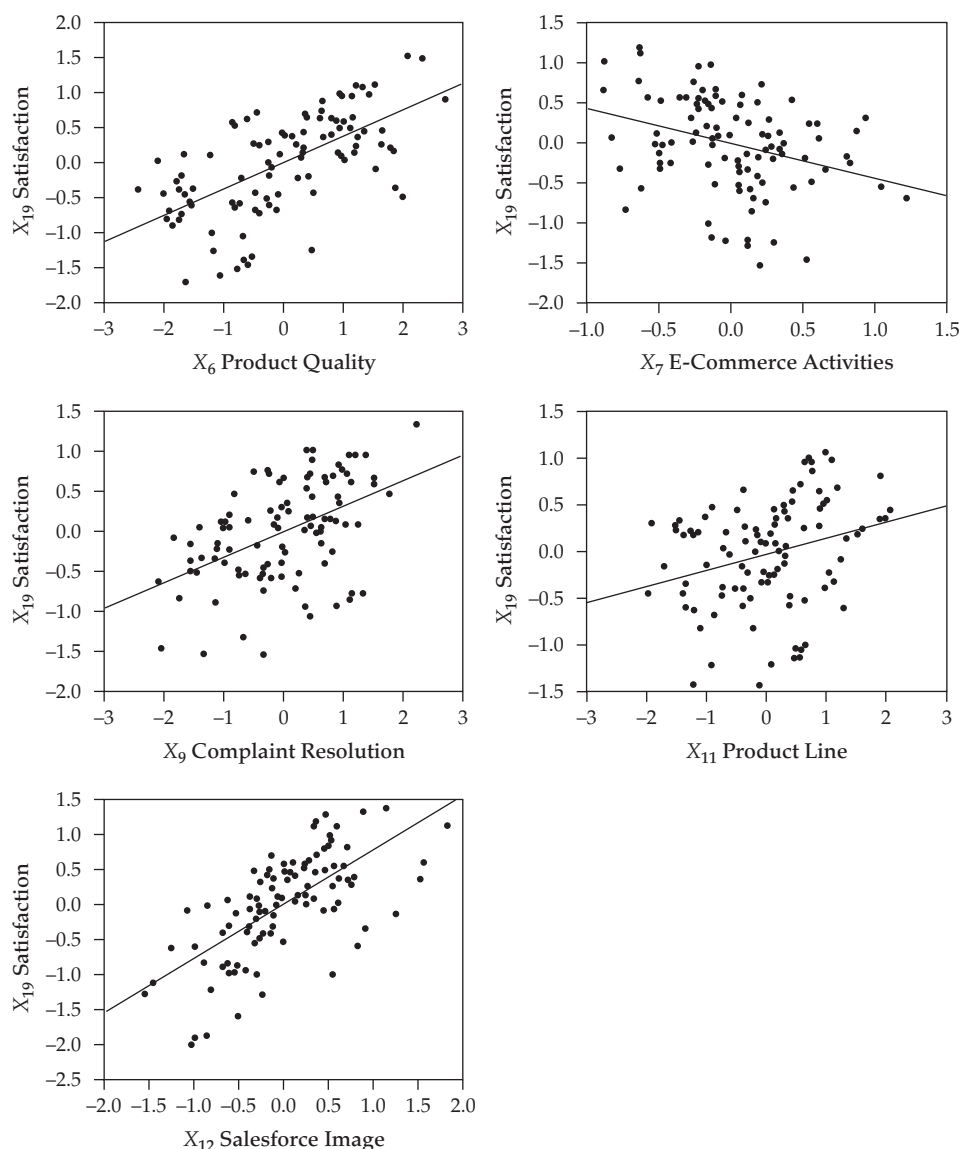 2.0
1.5
1.0
0.5
0.0
–0.5
–1.0
–1.5
–2.0
X19 Satisfaction
–3 –2 –1 0 1 2 3
X6 Product Quality
1.5
1.0
0.5
0.0
–0.5
–1.0
–1.5
–2.0
X19 Satisfaction
–1.0 –0.5 0.0 0.5 1.0 1.5
X7 E-Commerce Activities
1.5
1.0
0.5
0.0
–0.5
–1.0
–1.5
–2.0
X19 Satisfaction
–3 –2 –1 0 1 2 3
X9 Complaint Resolution
1.5
1.0
0.5
0.0
–0.5
–1.0
–1.5
X19 Satisfaction
–3 –2 –1 0 1 2 3
X11 Product Line
1.5
1.0
0.5
0.0
–0.5
–1.0
–1.5
–2.0
–2.5
X19 Satisfaction
–2.0 –1.5 –1.0 –0.5 0 0.5 1.0 1.5 2.0
X12 Salesforce Image